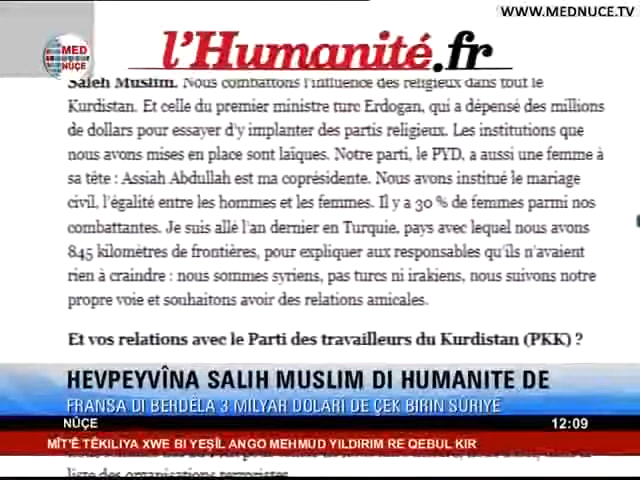 WWW.MEDNUCE.TV
MED
NÛÇE
l'Humanité.fr
Saleh Muslim. Nous combattons l'influence des religieux dans tout le
Kurdistan. Et celle du premier ministre turc Erdogan, qui a dépensé des millions
de dollars pour essayer d'y implanter des partis religieux. Les institutions que
nous avons mises en place sont laïques. Notre parti, le PYD, a aussi une femme à
sa tête : Assiah Abdullah est ma coprésidente. Nous avons institué le mariage
civil, l'égalité entre les hommes et les femmes. Il y a 30 % de femmes parmi nos
combattantes. Je suis allé l'an dernier en Turquie, pays avec lequel nous avons
845 kilomètres de frontières, pour expliquer aux responsables qu'ils n'avaient
rien à craindre : nous sommes syriens, pas turcs ni irakiens, nous suivons notre
propre voie et souhaitons avoir des relations amicales.
Et vos relations avec le Parti des travailleurs du Kurdistan (PKK) ?
HEVPEYVÎNA SALIH MUSLIM DI HUMANITE DE
FRANSA DI BERDÊLA 3 MILYAR DOLARÎ DE ÇEK BIRIN SÛRIYÊ
NÛÇE 12:09
MÎT'Ê TÊKILIYA XWE BI YEŞÎL ANGO MEHMÛD YILDIRIM RE QEBUL KIR
liste des organisations terroristes.